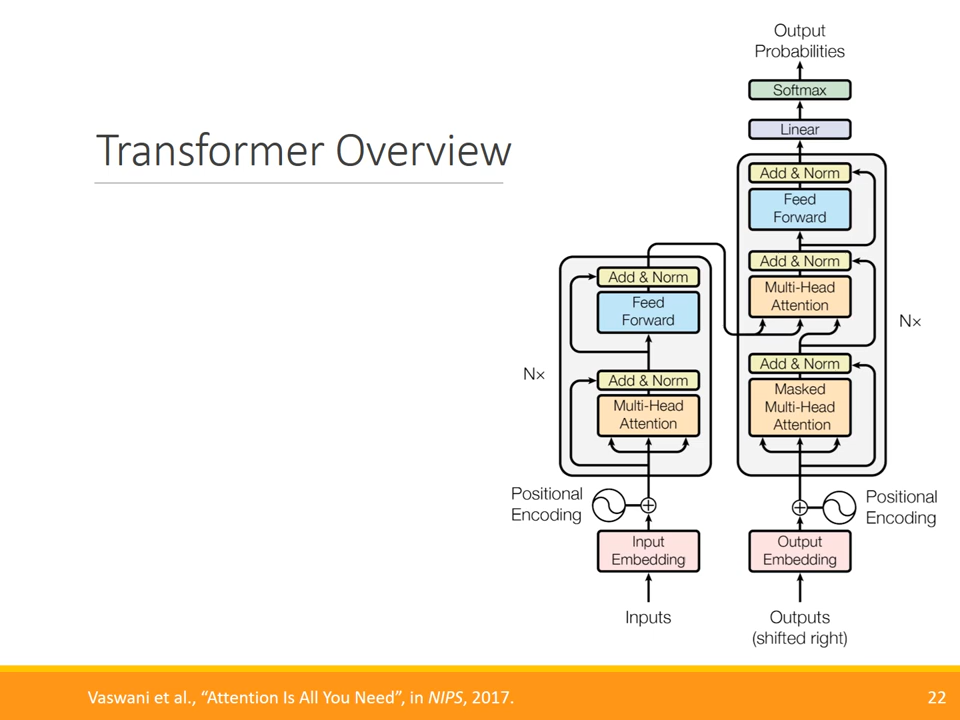 Transformer Overview
Output
Probabilities
Softmax
Linear
Add & Norm
Feed
Forward
Add & Norm
Multi-Head
Attention
Add & Norm
Masked
Multi-Head
Attention
N×
Add & Norm
Feed
Forward
Add & Norm
Multi-Head
Attention
N×
Positional
Encoding
Positional
Encoding
Input
Embedding
Output
Embedding
Inputs
Outputs
(shifted right)
Vaswani et al., “Attention Is All You Need”, in NIPS, 2017.
22